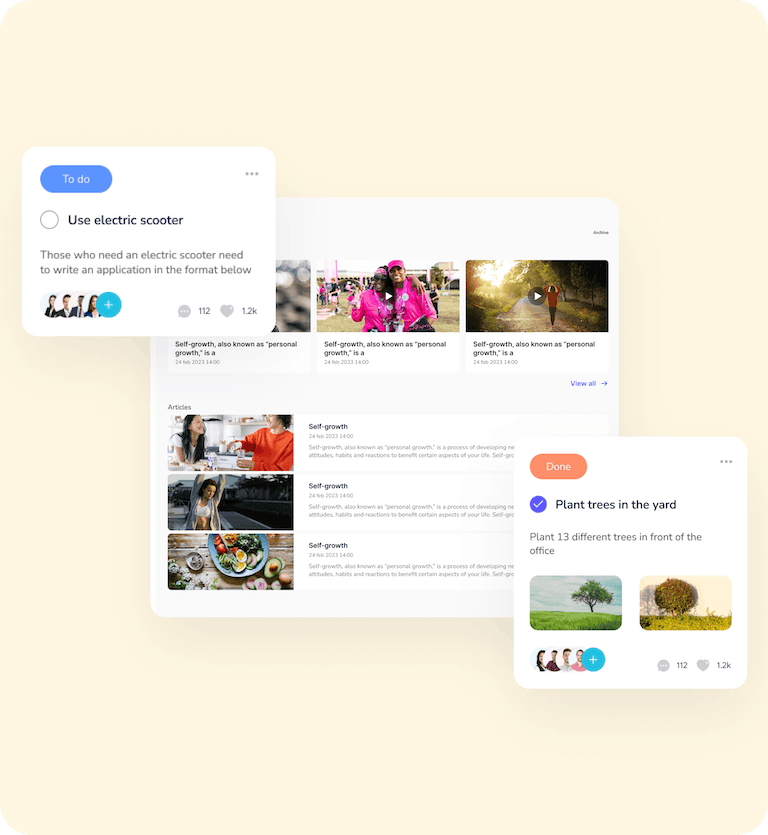 To do
Use electric scooter
Those who need an electric scooter need
to write an application in the format below
112
1.2k
Archive
Self-growth, also known as “personal
growth,” is a
24 feb 2023 14:00
Self-growth, also known as “personal
growth,” is a
24 feb 2023 14:00
Self-growth, also known as “personal
growth,” is a
24 feb 2023 14:00
View all
Articles
Self-growth
24 feb 2023 14:00
Self-growth, also known as “personal growth,” is a process of developing ne
attitudes, habits and reactions to benefit certain aspects of your life. Self-gro
Self-growth
24 feb 2023 14:00
Self-growth, also known as “personal growth,” is a process of developing ne
attitudes, habits and reactions to benefit certain aspects of your life. Self-gro
Self-growth
24 feb 2023 14:00
Self-growth, also known as “personal growth,” is a process of developing ne
attitudes, habits and reactions to benefit certain aspects of your life. Self-gro
Done
Plant trees in the yard
Plant 13 different trees in front of the
office
112
1.2k